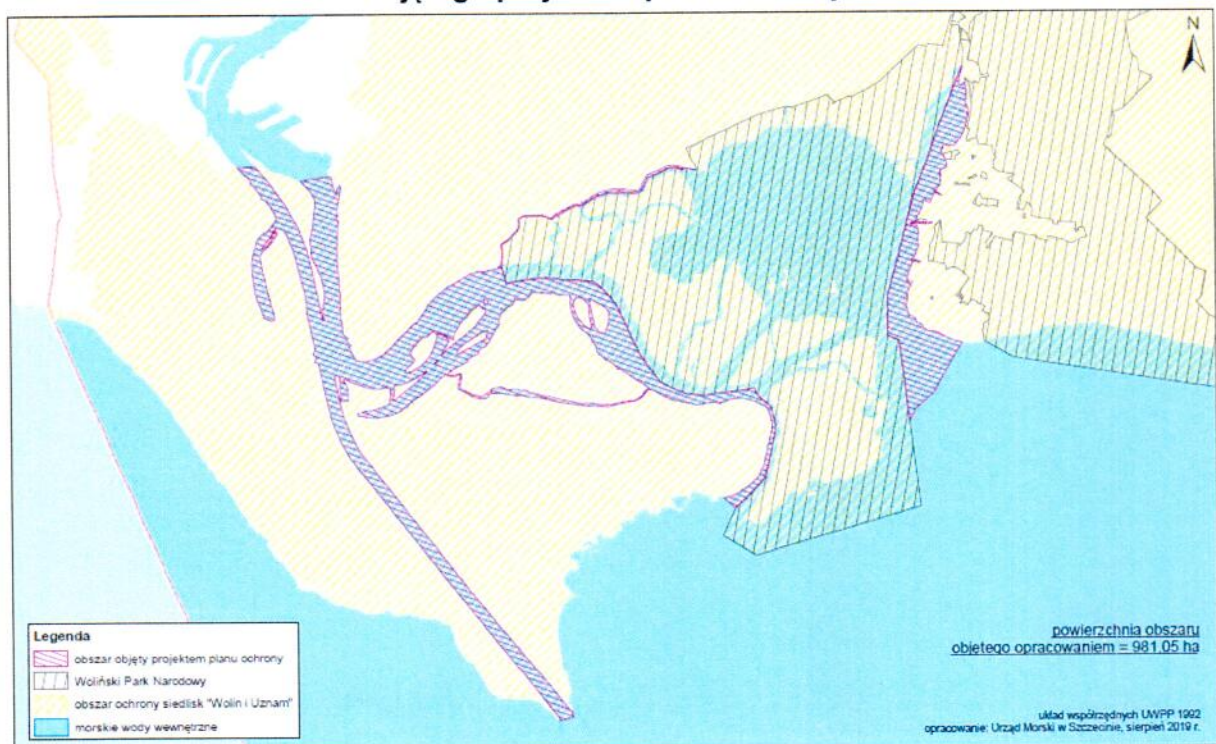 N
Legenda
obszar objęty projektem planu ochrony
Woliński Park Narodowy
obszar ochrony siedlisk "Wolin i Uznam"
morskie wody wewnętrzne
powierzchnia obszaru
objętego opracowaniem = 981,05 ha
układ współrzędnych UWPP 1992
opracowanie: Urząd Morski w Szczecinie, sierpień 2019 r.